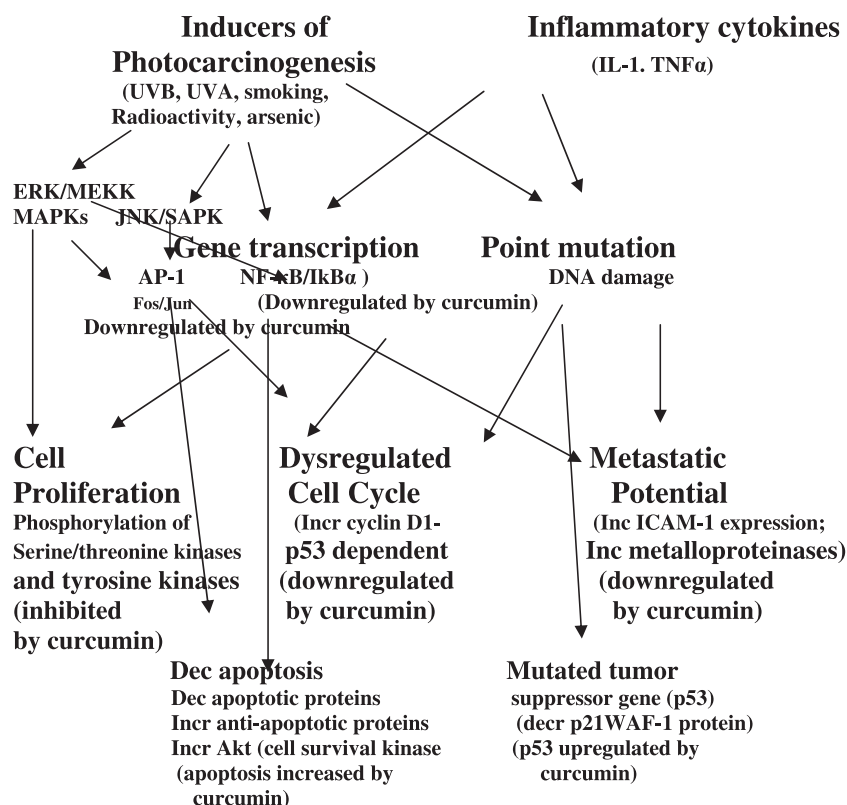 Inducers of
Photocarcinogenesis
(UVB, UVA, smoking,
Radioactivity, arsenic)
Inflammatory cytokines
(IL-1. TNFα)
ERK/MEKK
MAPKs
JNK/SAPK
Gene transcription
Point mutation
AP-1
NF-κB/IkBα )
DNA damage
Fos/Jun
(Downregulated by curcumin)
Downregulated by curcumin
Cell
Proliferation
Phosphorylation of
Serine/threonine kinases
and tyrosine kinases
(inhibited
by curcumin)
Dysregulated
Cell Cycle
(Incr cyclin D1-
p53 dependent
(downregulated
by curcumin)
Metastatic
Potential
(Inc ICAM-1 expression;
Inc metalloproteinases)
(downregulated
by curcumin)
Dec apoptosis
Dec apoptotic proteins
Incr anti-apoptotic proteins
Incr Akt (cell survival kinase
(apoptosis increased by
curcumin)
Mutated tumor
suppressor gene (p53)
(decr p21WAF-1 protein)
(p53 upregulated by
curcumin)